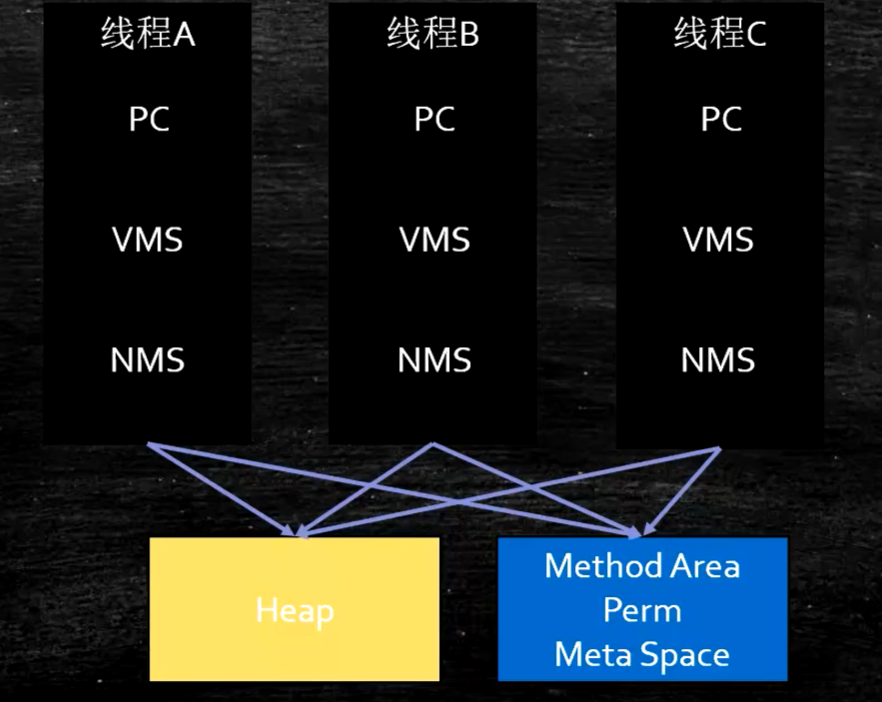 线程A
PC
VMS
NMS
线程B
PC
VMS
NMS
线程C
PC
VMS
NMS
Heap
Method Area
Perm
Meta Space